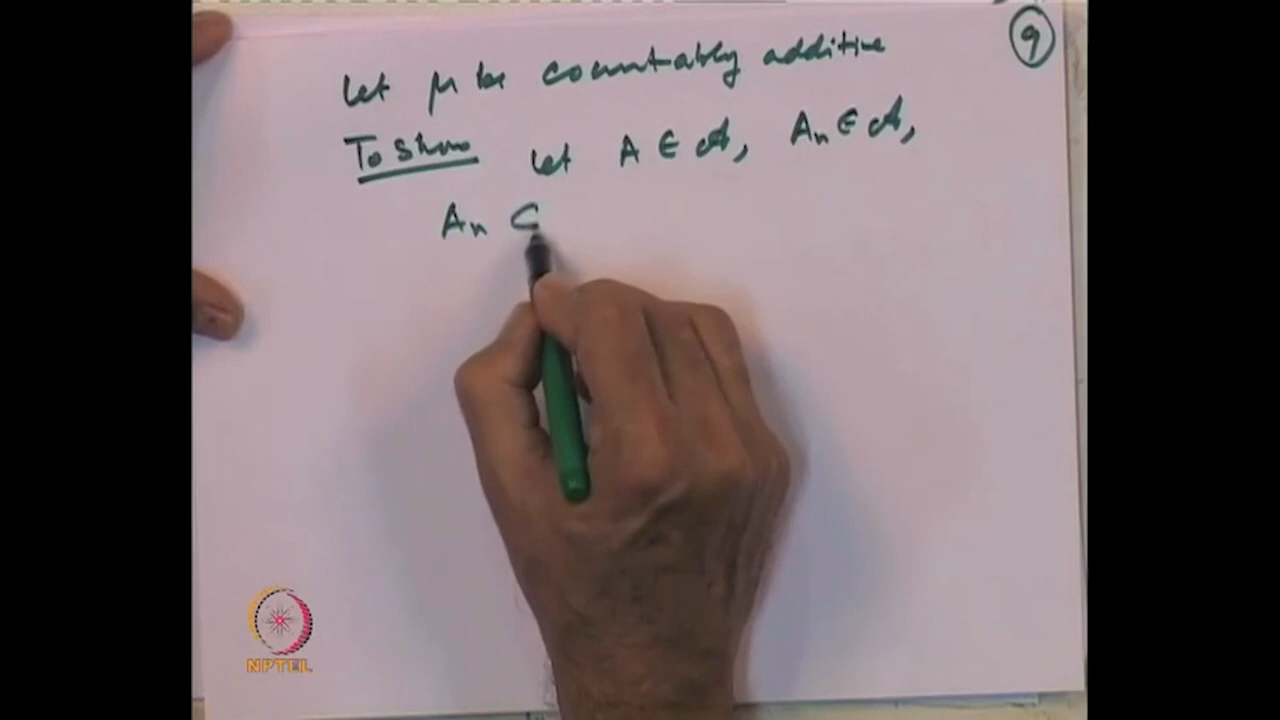 9
Let μ be countably additive
To Show Let A ∈ 𝒜, Aₙ ∈ 𝒜,
Aₙ ⊂
NPTEL